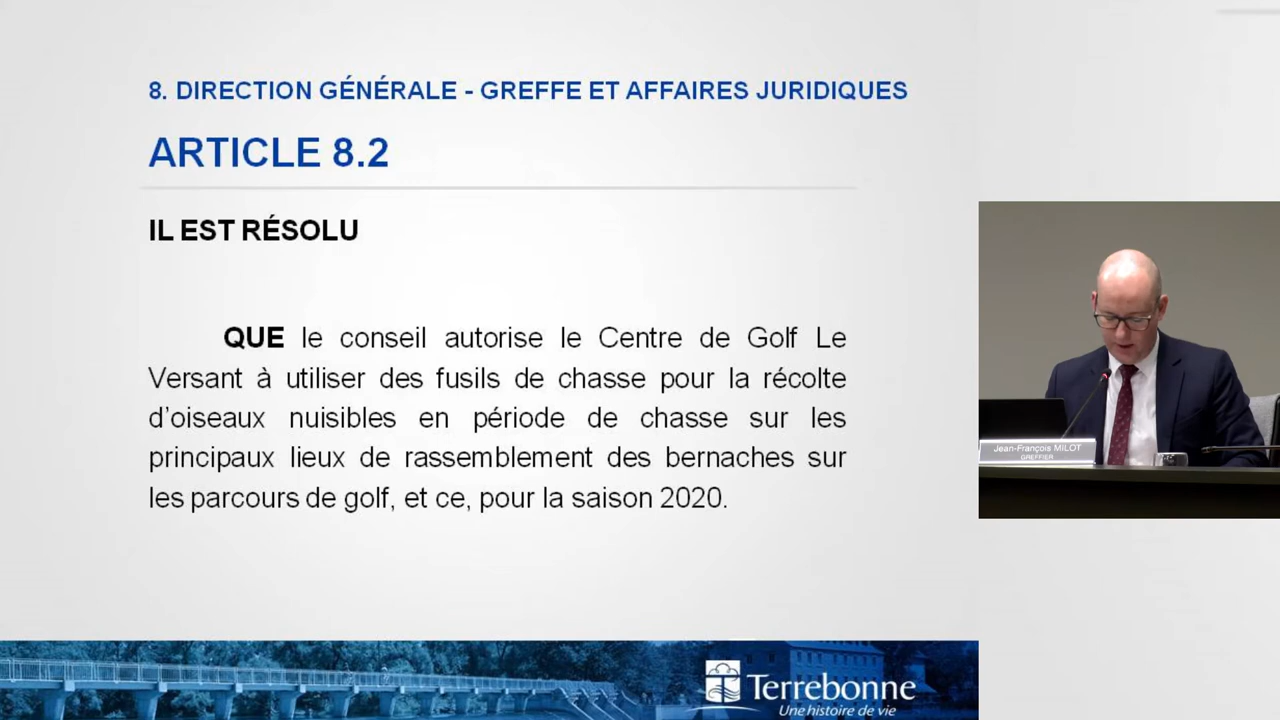 8. DIRECTION GÉNÉRALE - GREFFE ET AFFAIRES JURIDIQUES
ARTICLE 8.2
IL EST RÉSOLU
QUE le conseil autorise le Centre de Golf Le
Versant à utiliser des fusils de chasse pour la récolte
d'oiseaux nuisibles en période de chasse sur les
principaux lieux de rassemblement des bernaches sur
les parcours de golf, et ce, pour la saison 2020.
Jean-François MILOT
GREFFIER
Terrebonne
Une histoire de vie